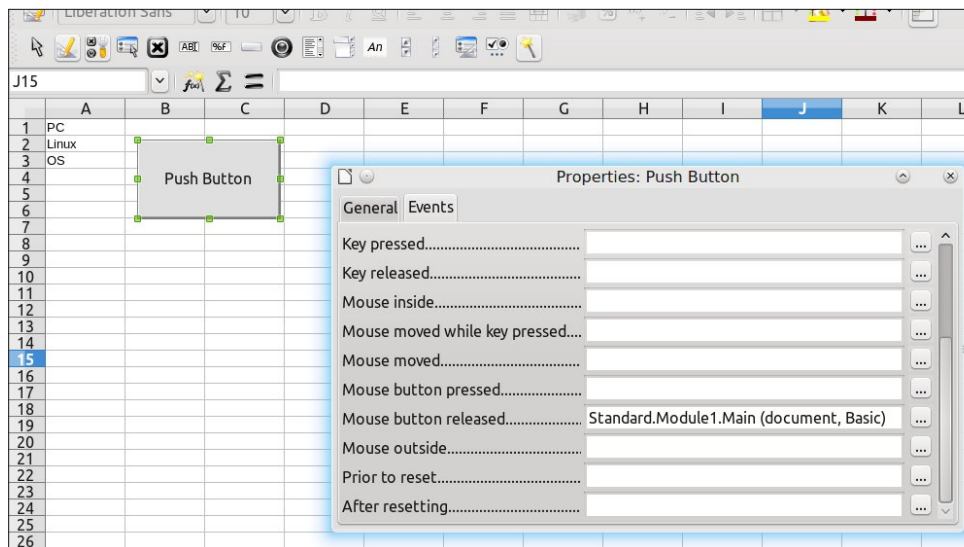 Liberation Sans 10
ABI %F An
J15
A B C D E F G H I J K L
1 PC
2 Linux
3 OS
4
5
6
7
8
9
10
11
12
13
14
15
16
17
18
19
20
21
22
23
24
25
26
Push Button
Properties: Push Button
General Events
Key pressed....................................
Key released...................................
Mouse inside..................................
Mouse moved while key pressed....
Mouse moved.................................
Mouse button pressed....................
Mouse button released.................. Standard.Module1.Main (document, Basic)
Mouse outside...............................
Prior to reset.................................
After resetting...............................